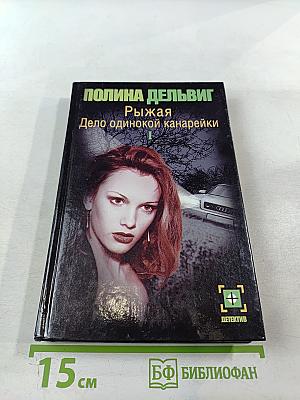 ПОЛИНА ДЕЛЬВИГ
Рыжая
Дело одинокой канарейки
I
ДЕТЕКТИВ
15 см
БФ БИБЛИОФАН